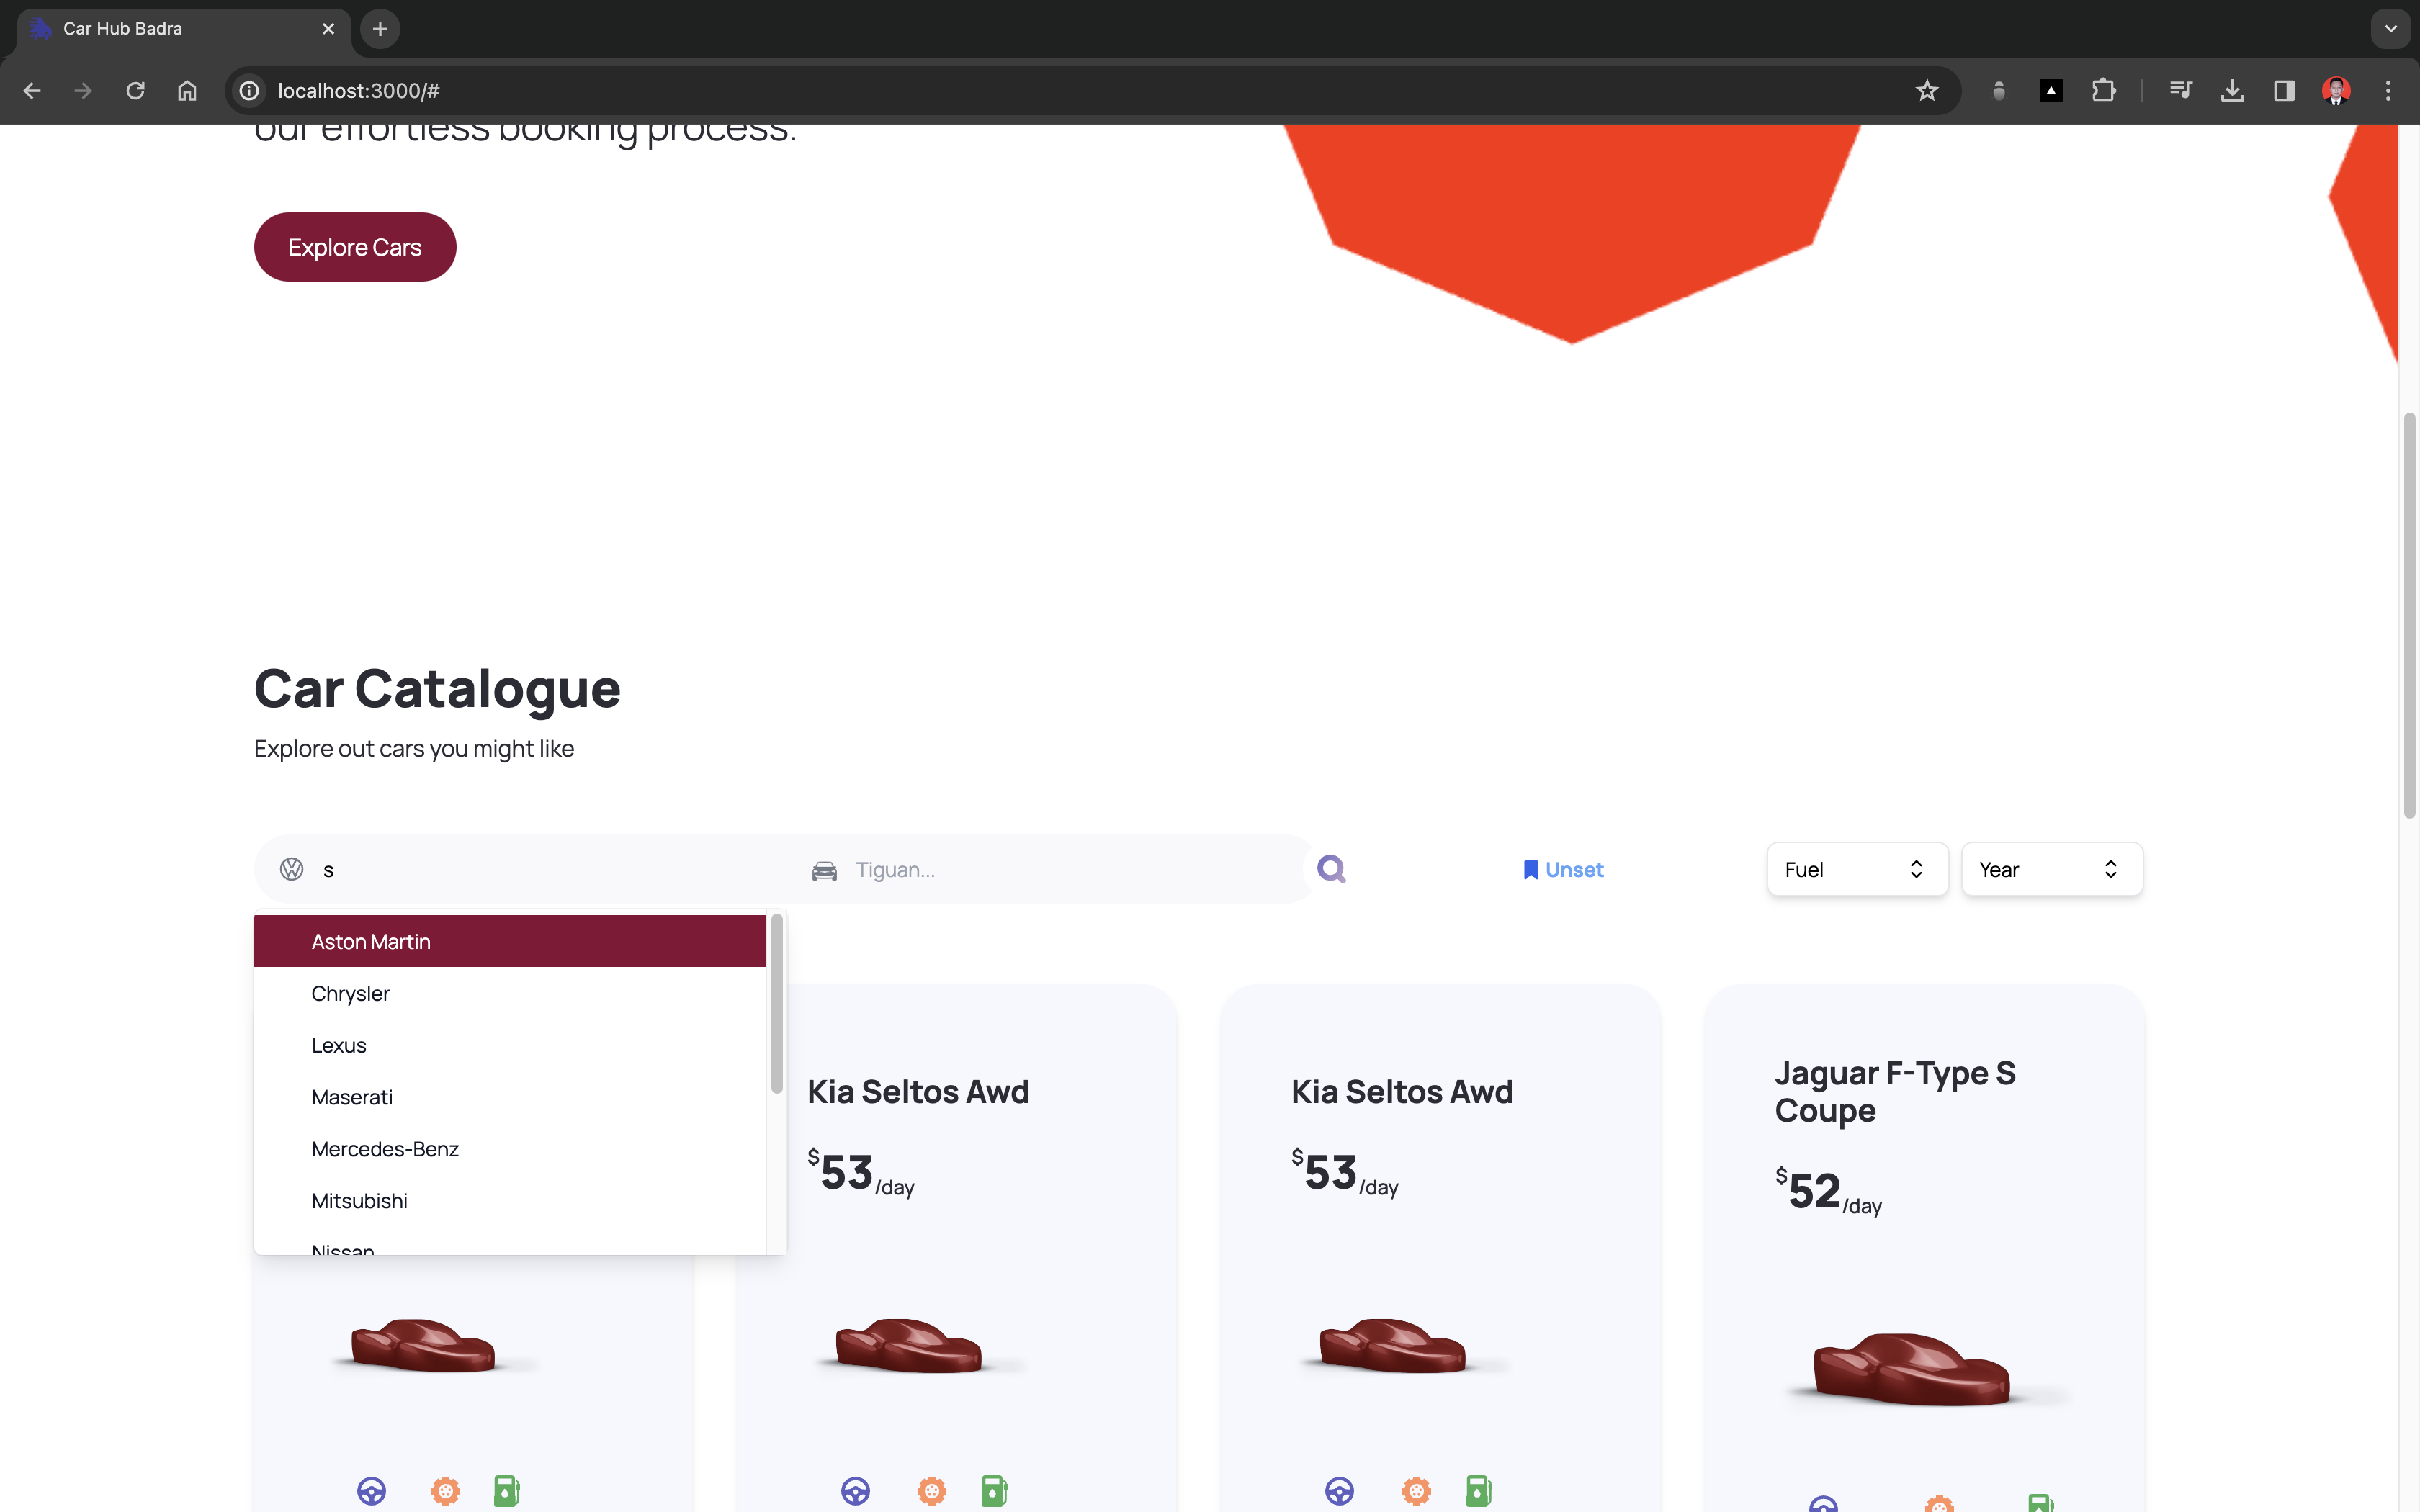 Car Hub Badra
localhost:3000/#
our effortless booking process.
Explore Cars
Car Catalogue
Explore out cars you might like
s
Tiguan...
Unset
Fuel
Year
Aston Martin
Chrysler
Lexus
Maserati
Mercedes-Benz
Mitsubishi
Nissan
Kia Seltos Awd
$53/day
Kia Seltos Awd
$53/day
Jaguar F-Type S
Coupe
$52/day